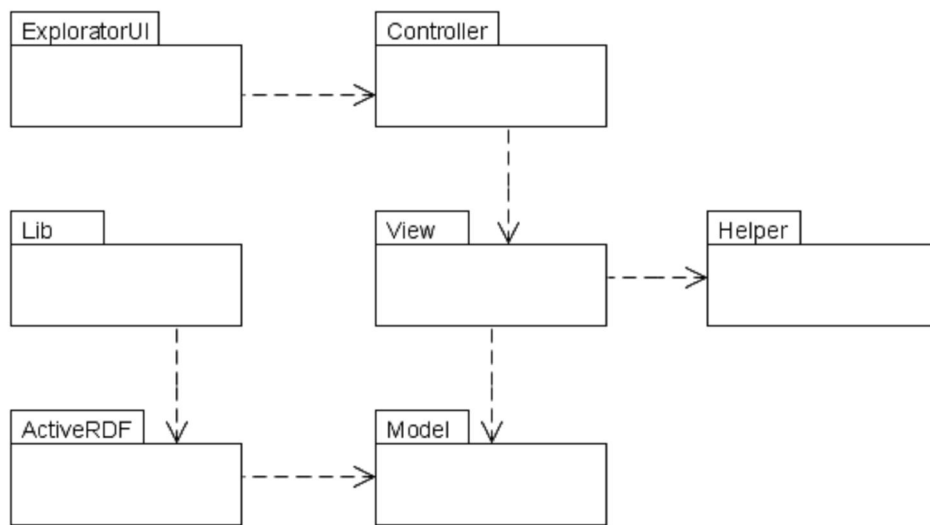 ExploratorUI
Controller
Lib
View
Helper
ActiveRDF
Model